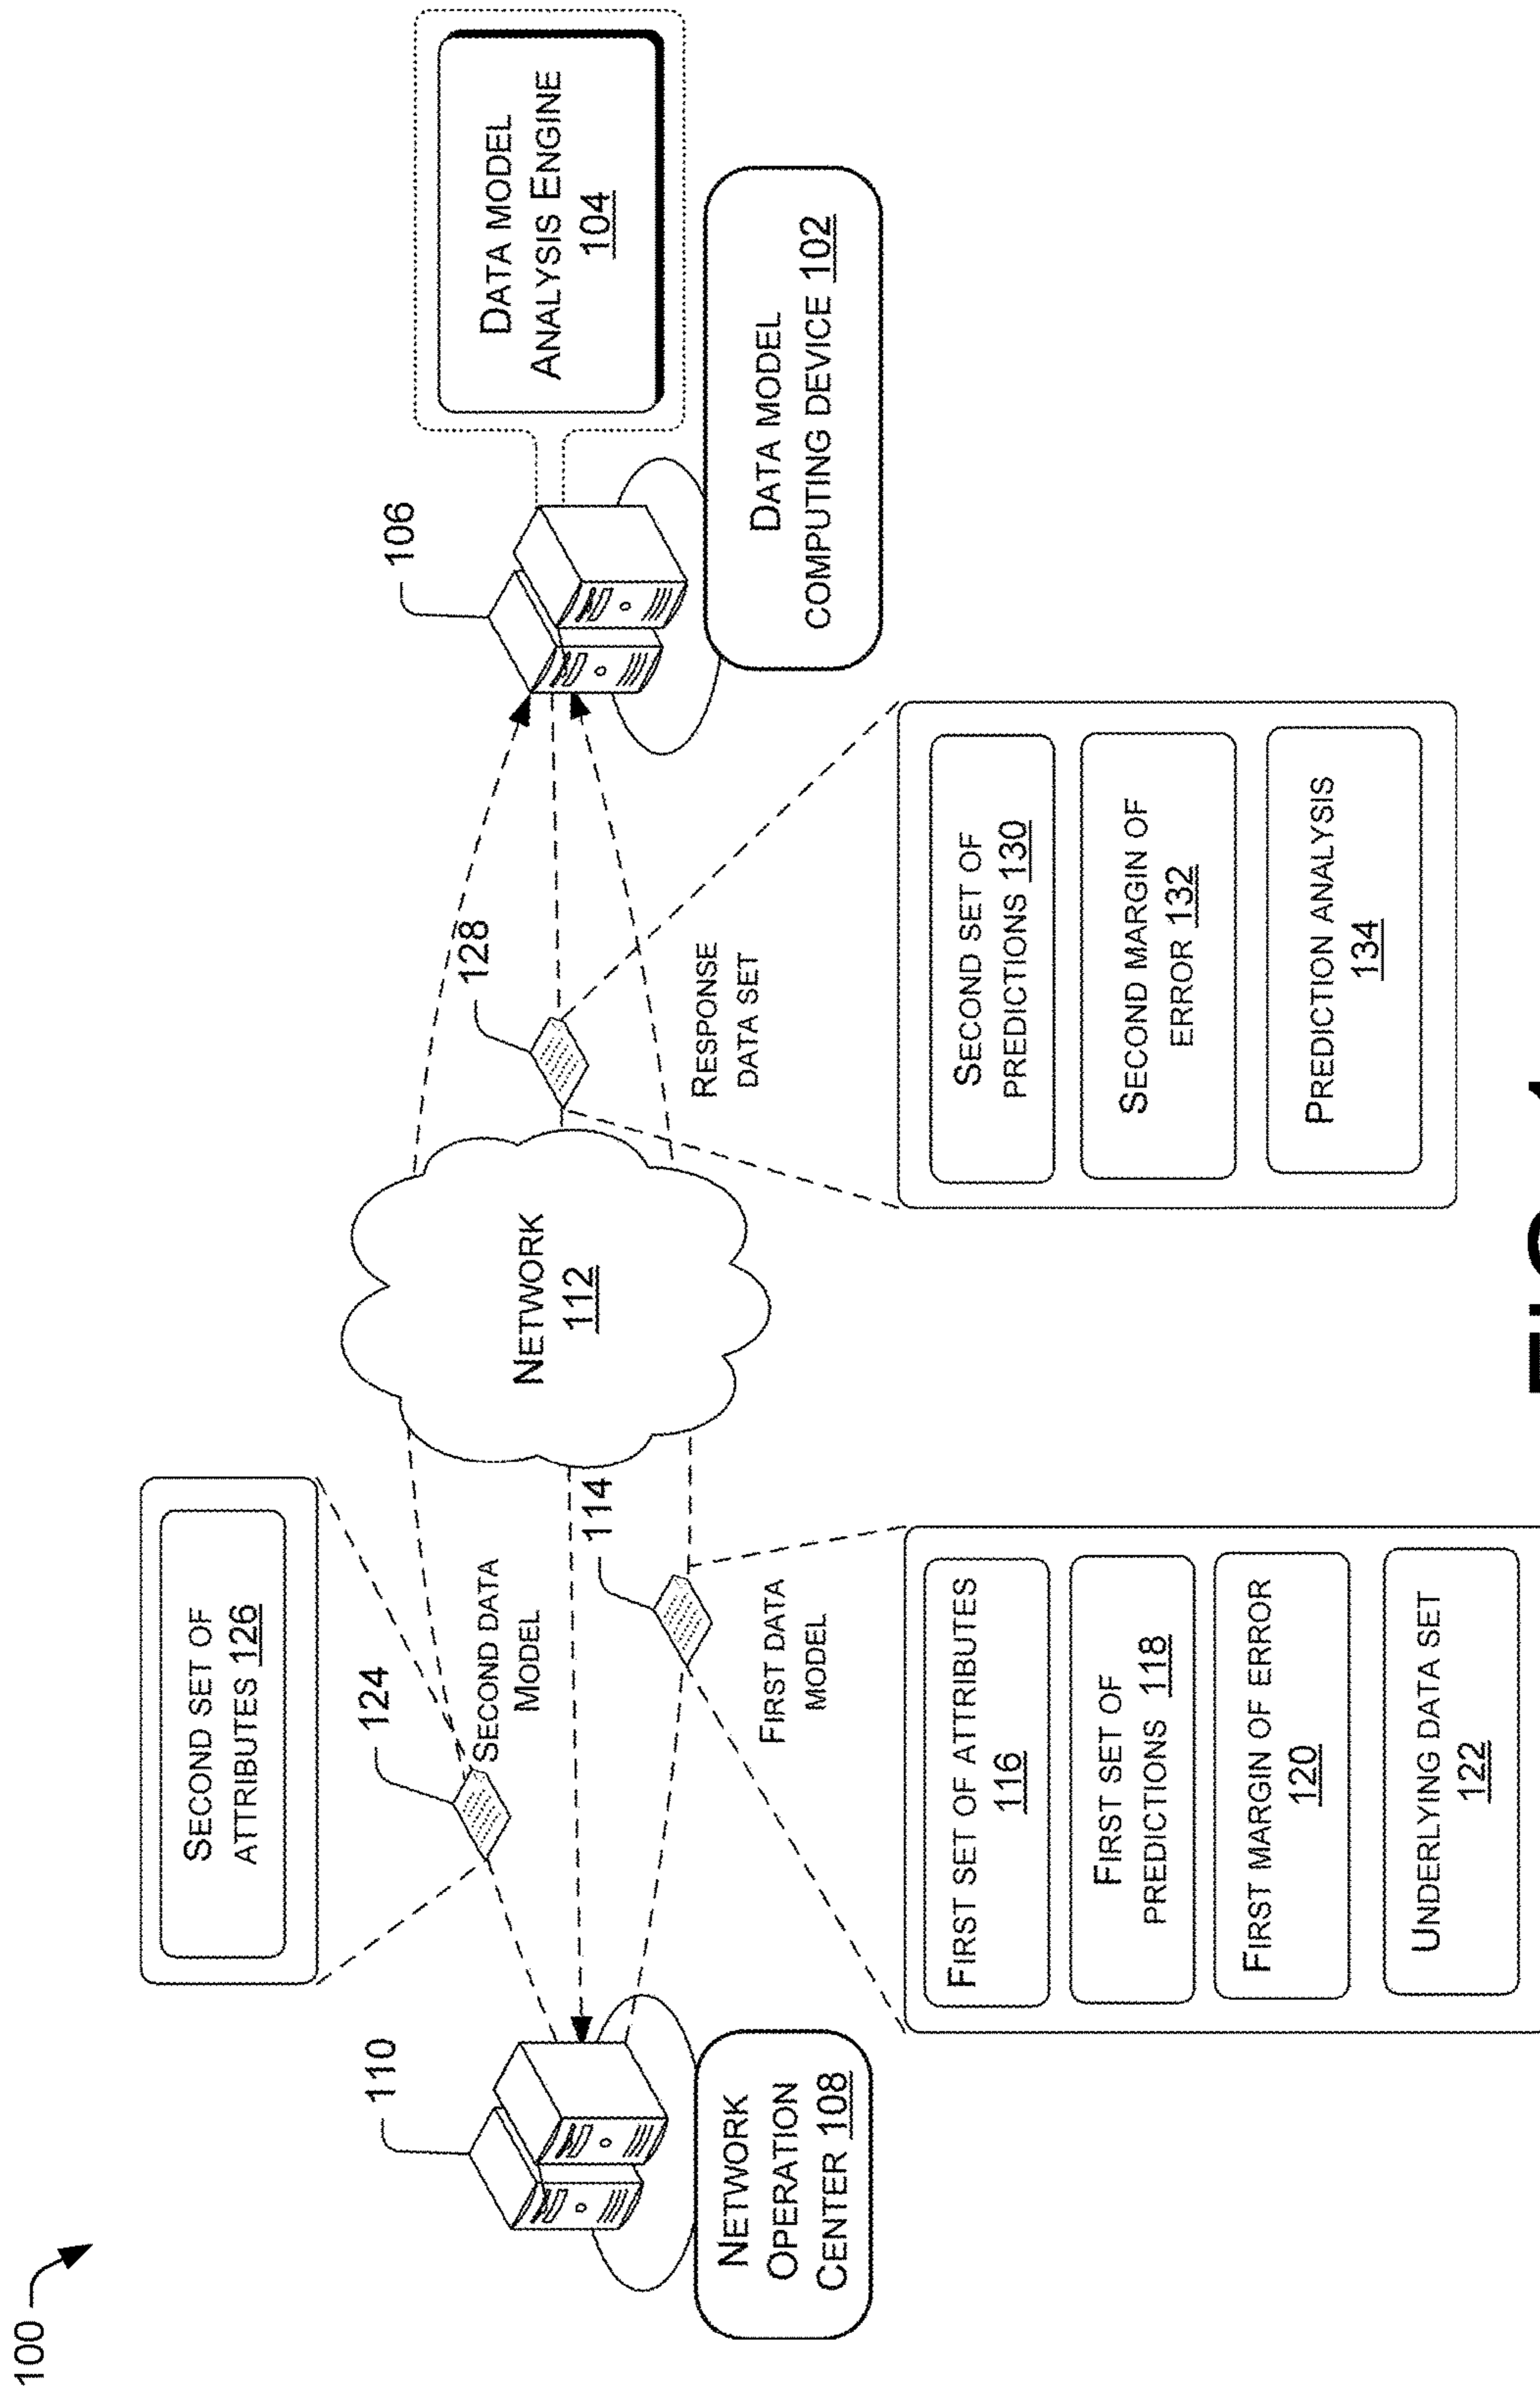 100
SECOND SET OF
ATTRIBUTES 126
110
124
SECOND DATA
MODEL
NETWORK
OPERATION
CENTER 108
114
FIRST DATA
MODEL
FIRST SET OF ATTRIBUTES
116
FIRST SET OF
PREDICTIONS 118
FIRST MARGIN OF ERROR
120
UNDERLYING DATA SET
122
NETWORK
112
128
RESPONSE
DATA SET
SECOND SET OF
PREDICTIONS 130
SECOND MARGIN OF
ERROR 132
PREDICTION ANALYSIS
134
106
DATA MODEL
ANALYSIS ENGINE
104
DATA MODEL
COMPUTING DEVICE 102